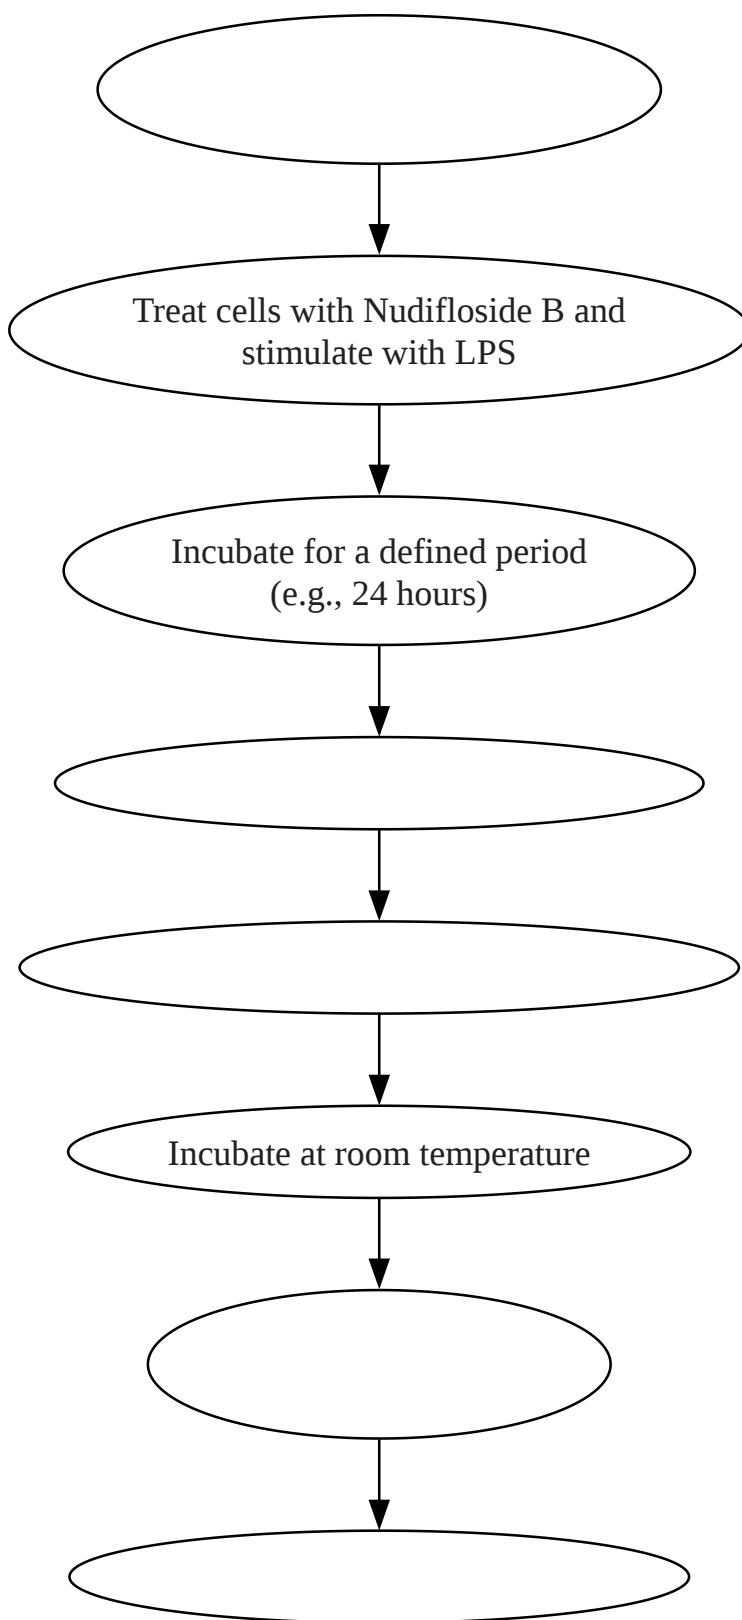 Treat cells with Nudifloside B and
stimulate with LPS
Incubate for a defined period
(e.g., 24 hours)
Incubate at room temperature